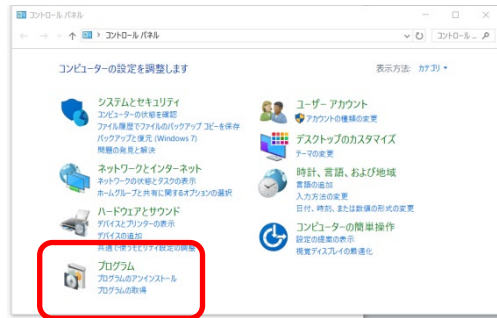 コントロール パネル
コントロール パネル
コントロール ...
コンピューターの設定を調整します
表示方法: カテゴリ
システムとセキュリティ
コンピューターの状態を確認
ファイル履歴でファイルのバックアップ コピーを保存
バックアップと復元 (Windows 7)
問題の発見と解決
ネットワークとインターネット
ネットワークの状態とタスクの表示
ホームグループと共有に関するオプションの選択
ハードウェアとサウンド
デバイスとプリンターの表示
デバイスの追加
共通で使うモビリティ設定の調整
プログラム
プログラムのアンインストール
プログラムの取得
ユーザー アカウント
アカウントの種類の変更
デスクトップのカスタマイズ
テーマの変更
時計、言語、および地域
言語の追加
入力方法の変更
日付、時刻、または数値の形式の変更
コンピューターの簡単操作
設定の提案の表示
視覚ディスプレイの最適化